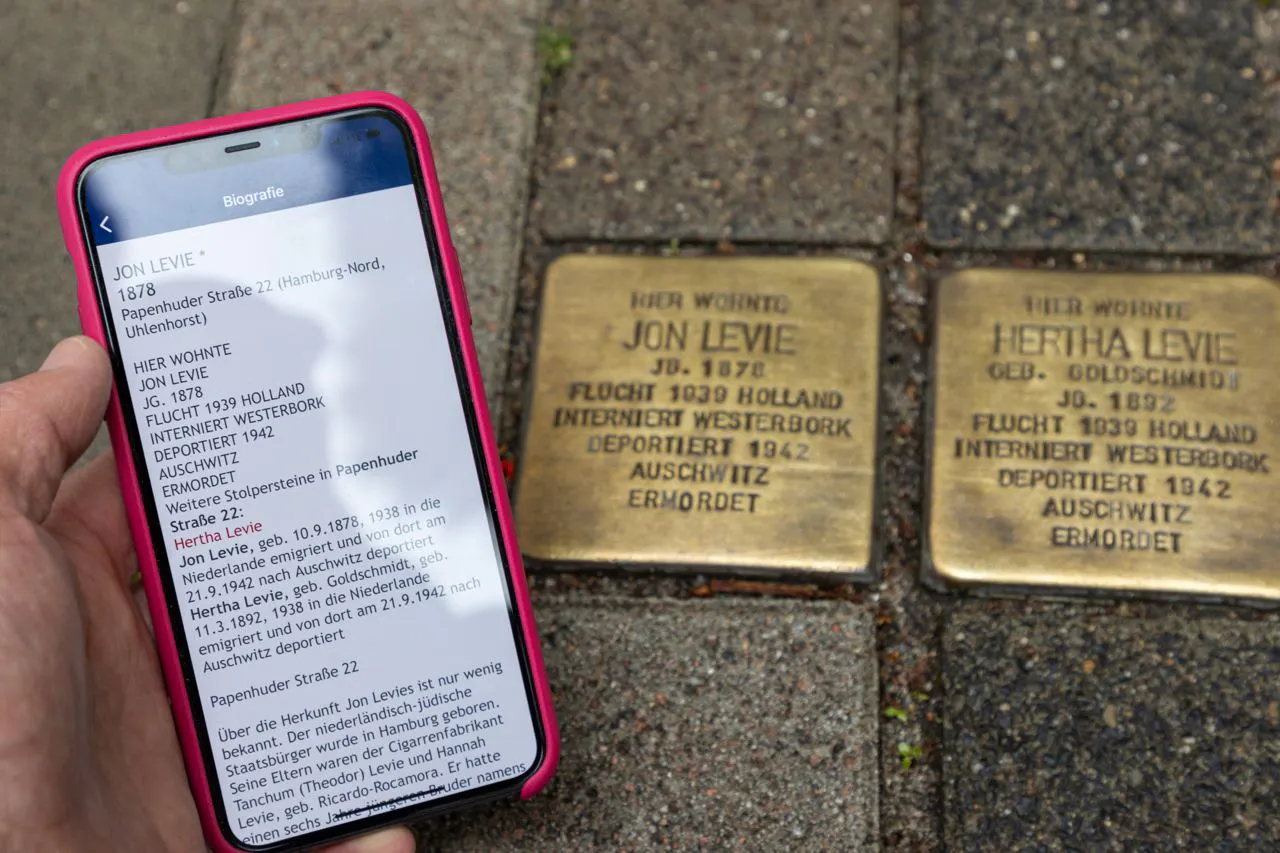 Biografie
JON LEVIE *
1878
Papenhuder Straße 22 (Hamburg-Nord,
Uhlenhorst)
HIER WOHNTE
JON LEVIE
JG. 1878
FLUCHT 1939 HOLLAND
INTERNIERT WESTERBORK
DEPORTIERT 1942
AUSCHWITZ
ERMORDET
Weitere Stolpersteine in Papenhuder
Straße 22:
Hertha Levie
Jon Levie, geb. 10.9.1878, 1938 in die
Niederlande emigriert und von dort am
21.9.1942 nach Auschwitz deportiert
Hertha Levie, geb. Goldschmidt, geb.
11.3.1892, 1938 in die Niederlande
emigriert und von dort am 21.9.1942 nach
Auschwitz deportiert
Papenhuder Straße 22
Über die Herkunft Jon Levies ist nur wenig
bekannt. Der niederländisch-jüdische
Staatsbürger wurde in Hamburg geboren.
Seine Eltern waren der Cigarrenfabrikant
Tanchum (Theodor) Levie und Hannah
Levie, geb. Ricardo-Rocamora. Er hatte
einen sechs Jahre jüngeren Bruder namens
HIER WOHNTE
JON LEVIE
JG. 1878
FLUCHT 1939 HOLLAND
INTERNIERT WESTERBORK
DEPORTIERT 1942
AUSCHWITZ
ERMORDET
HIER WOHNTE
HERTHA LEVIE
GEB. GOLDSCHMIDT
JG. 1892
FLUCHT 1939 HOLLAND
INTERNIERT WESTERBORK
DEPORTIERT 1942
AUSCHWITZ
ERMORDET